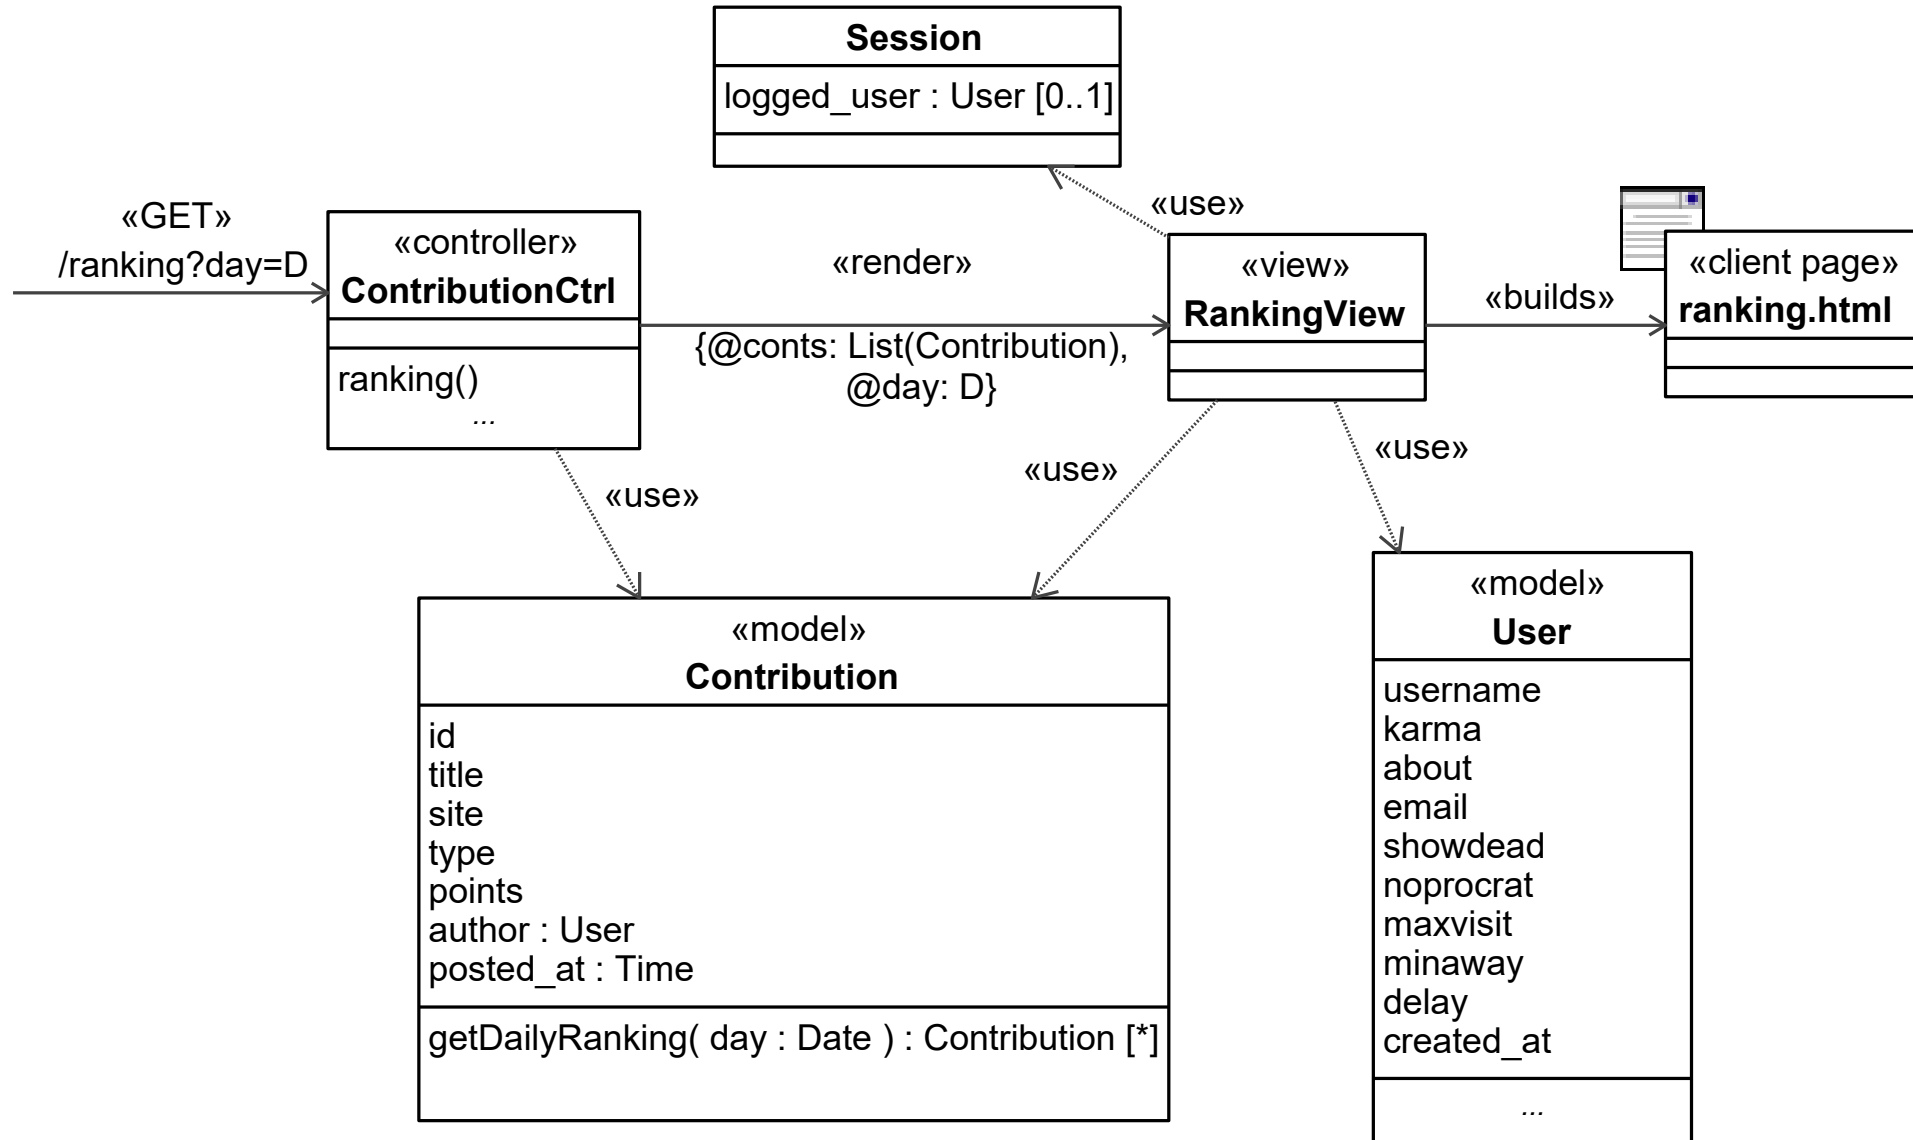 Session
logged_user : User [0..1]
«GET»
/ranking?day=D
«controller»
ContributionCtrl
ranking()
...
«render»
{@conts: List(Contribution),
@day: D}
«use»
«view»
RankingView
«builds»
«client page»
ranking.html
«use»
«use»
«use»
«model»
Contribution
id
title
site
type
points
author : User
posted_at : Time
getDailyRanking( day : Date ) : Contribution [*]
«model»
User
username
karma
about
email
showdead
noprocrat
maxvisit
minaway
delay
created_at
...